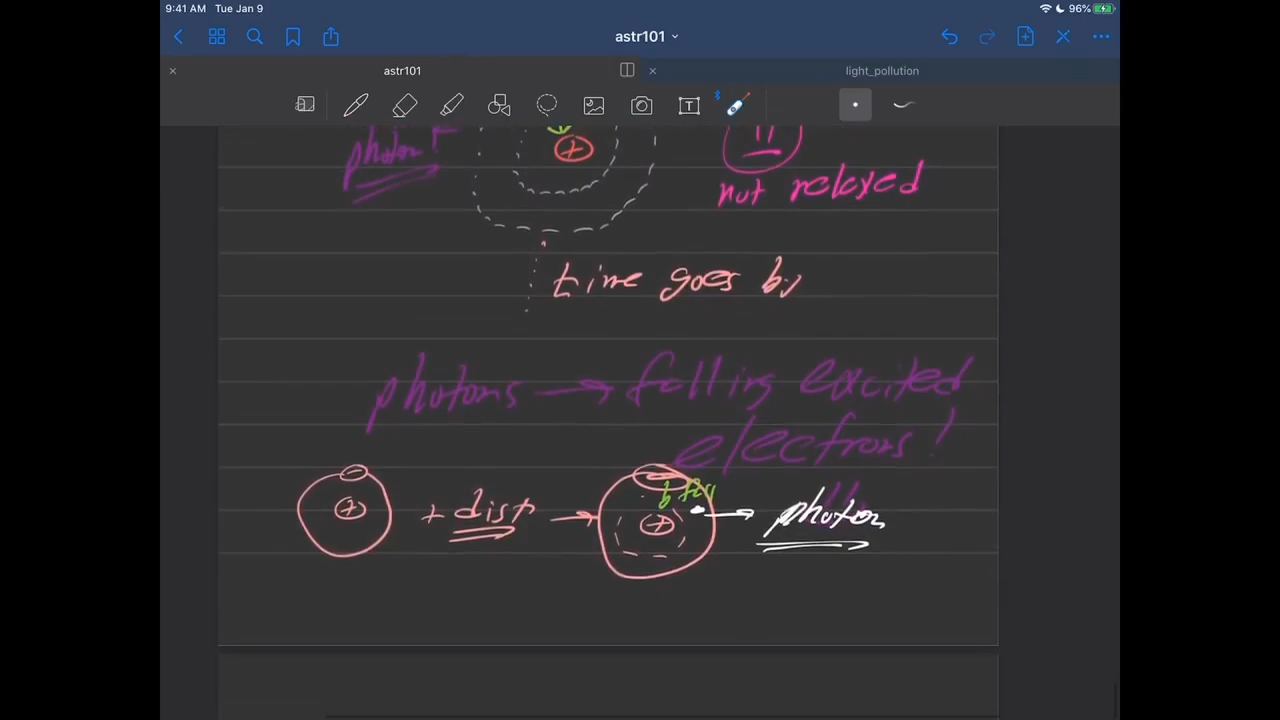 9:41 AM Tue Jan 9
96%
astr101
astr101
light_pollution
T
photon!
+
not relaxed
time goes by
photons → falling excited
electrons!
- + + dist → - + → photon